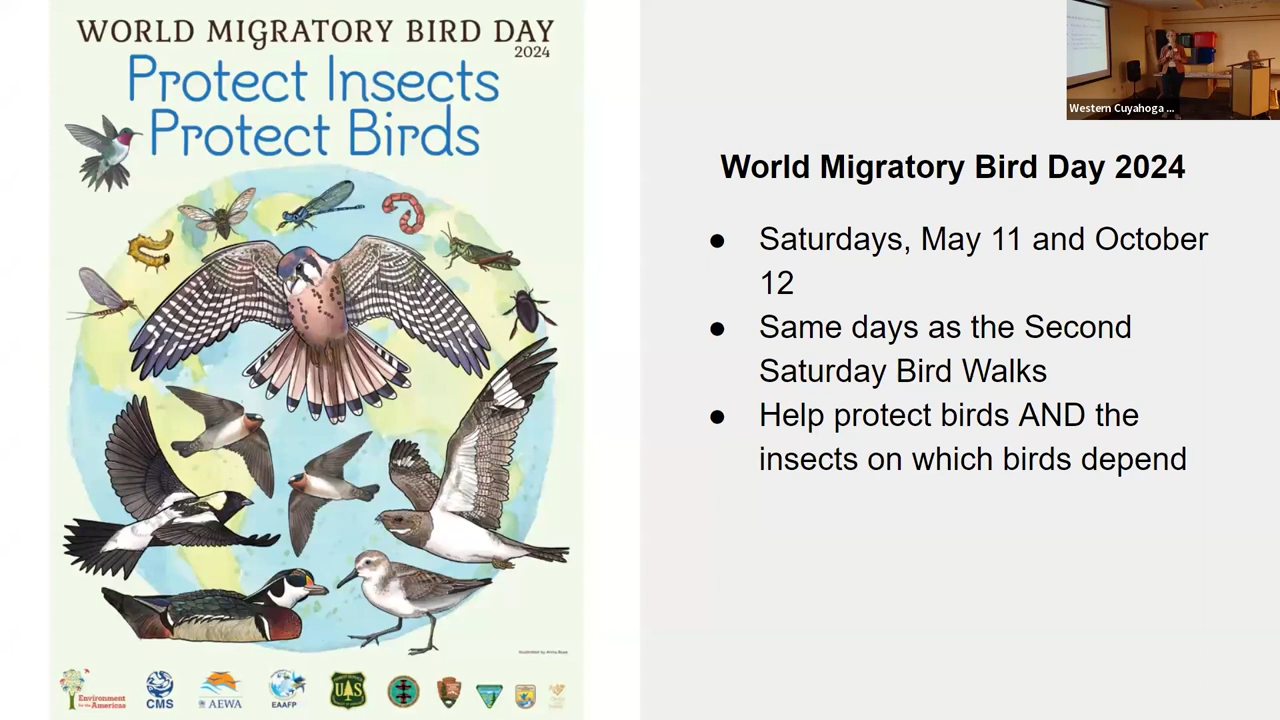 WORLD MIGRATORY BIRD DAY
2024
Protect Insects
Protect Birds
Environment
for the Americas
CMS
AEWA
EAAFP
UAS
Western Cuyahoga ...
World Migratory Bird Day 2024
● Saturdays, May 11 and October
12
● Same days as the Second
Saturday Bird Walks
● Help protect birds AND the
insects on which birds depend